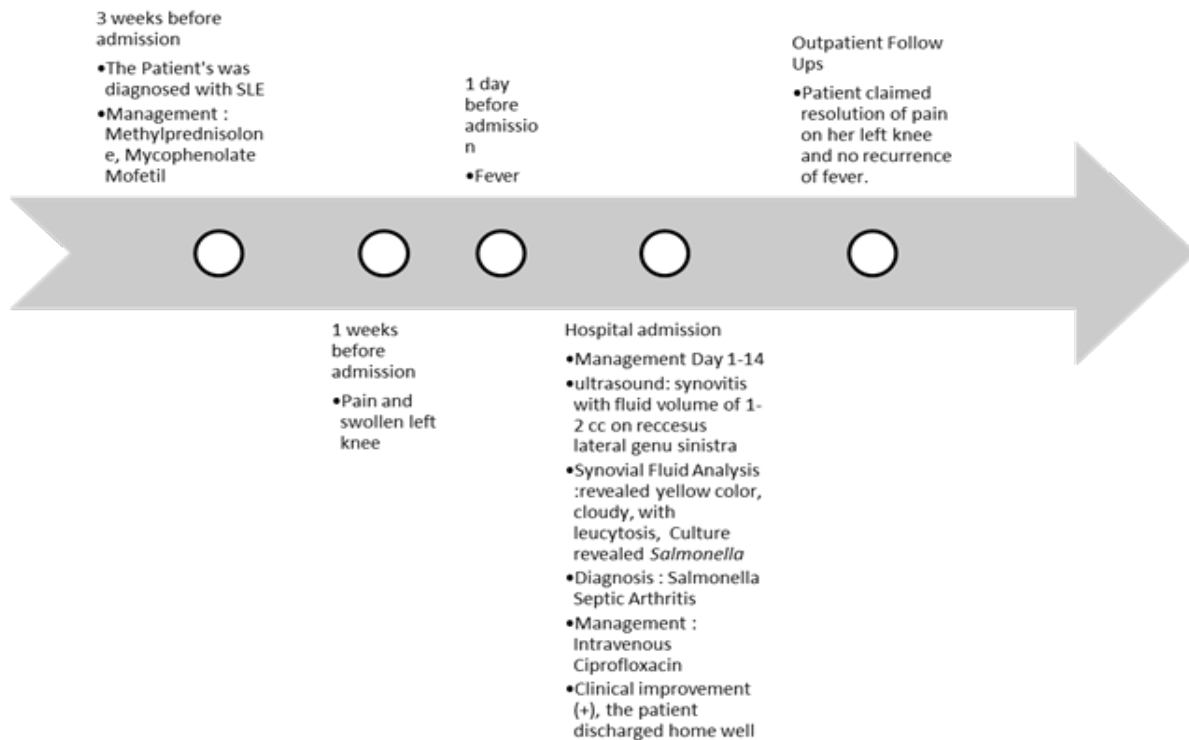 3 weeks before
admission
•The Patient's was
diagnosed with SLE
•Management :
Methylprednisolon
e, Mycophenolate
Mofetil
1 weeks
before
admission
•Pain and
swollen left
knee
1 day
before
admissio
n
•Fever
Hospital admission
•Management Day 1-14
•ultrasound: synovitis
with fluid volume of 1-
2 cc on reccesus
lateral genu sinistra
•Synovial Fluid Analysis
:revealed yellow color,
cloudy, with
leucytosis, Culture
revealed Salmonella
•Diagnosis : Salmonella
Septic Arthritis
•Management :
Intravenous
Ciprofloxacin
•Clinical improvement
(+), the patient
discharged home well
Outpatient Follow
Ups
•Patient claimed
resolution of pain
on her left knee
and no recurrence
of fever.